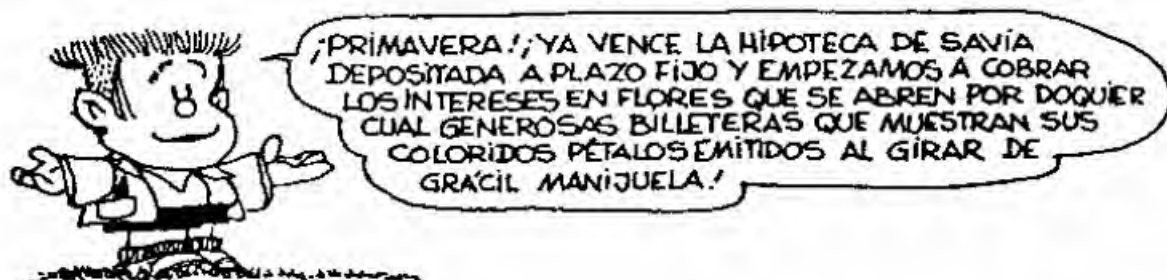 ¡PRIMAVERA!¡YA VENCE LA HIPOTECA DE SAVIA
DEPOSITADA A PLAZO FIJO Y EMPEZAMOS A COBRAR
LOS INTERESES EN FLORES QUE SE ABREN POR DOQUIER
CUAL GENEROSAS BILLETERAS QUE MUESTRAN SUS
COLORIDOS PÉTALOS EMITIDOS AL GIRAR DE
GRÁCIL MANIJUELA!